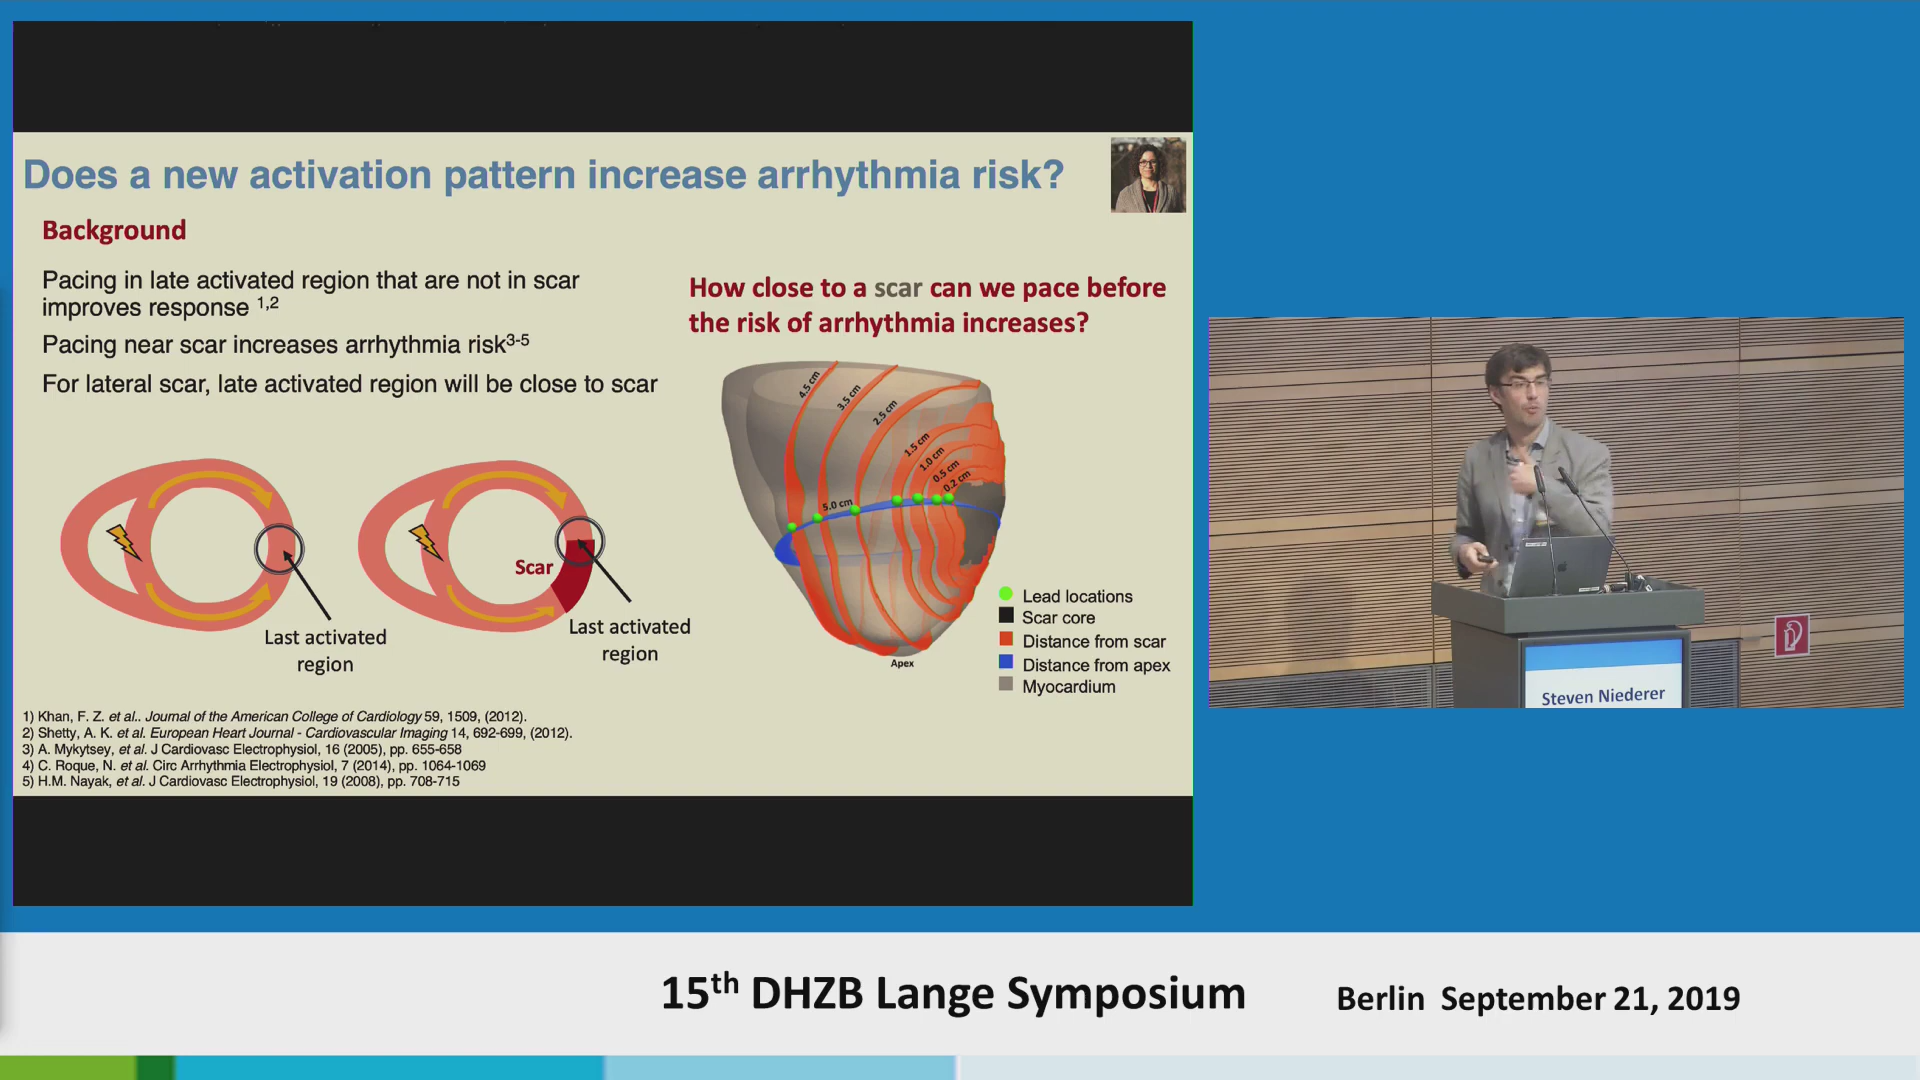 Does a new activation pattern increase arrhythmia risk?
Background
Pacing in late activated region that are not in scar
improves response 1,2
Pacing near scar increases arrhythmia risk3-5
For lateral scar, late activated region will be close to scar
How close to a scar can we pace before
the risk of arrhythmia increases?
4.5 cm
3.5 cm
2.5 cm
1.5 cm
1.0 cm
0.5 cm
0.2 cm
5.0 cm
Apex
Scar
Last activated
region
Last activated
region
Lead locations
Scar core
Distance from scar
Distance from apex
Myocardium
1) Khan, F. Z. et al.. Journal of the American College of Cardiology 59, 1509, (2012).
2) Shetty, A. K. et al. European Heart Journal - Cardiovascular Imaging 14, 692-699, (2012).
3) A. Mykytsey, et al. J Cardiovasc Electrophysiol, 16 (2005), pp. 655-658
4) C. Roque, N. et al. Circ Arrhythmia Electrophysiol, 7 (2014), pp. 1064-1069
5) H.M. Nayak, et al. J Cardiovasc Electrophysiol, 19 (2008), pp. 708-715
Steven Niederer
15th DHZB Lange Symposium
Berlin September 21, 2019